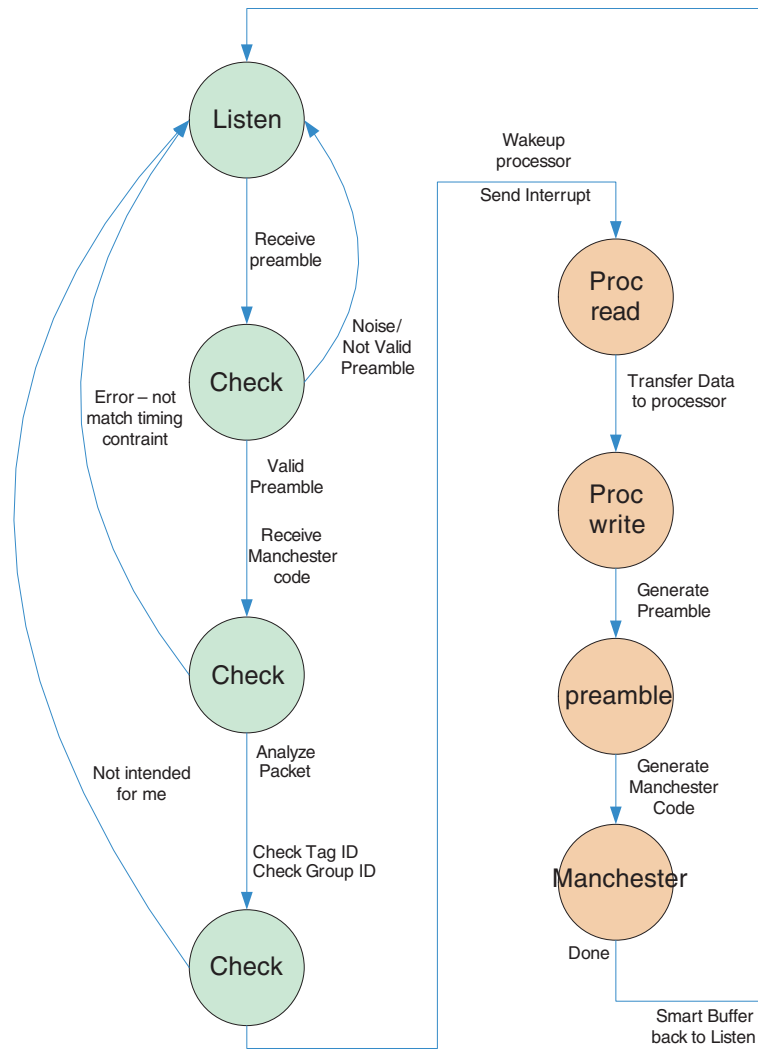 Listen
Receive
preamble
Noise/
Not Valid
Preamble
Check
Error – not
match timing
contraint
Valid
Preamble
Receive
Manchester
code
Check
Analyze
Packet
Not intended
for me
Check Tag ID
Check Group ID
Check
Wakeup
processor
Send Interrupt
Proc
read
Transfer Data
to processor
Proc
write
Generate
Preamble
preamble
Generate
Manchester
Code
Manchester
Done
Smart Buffer
back to Listen